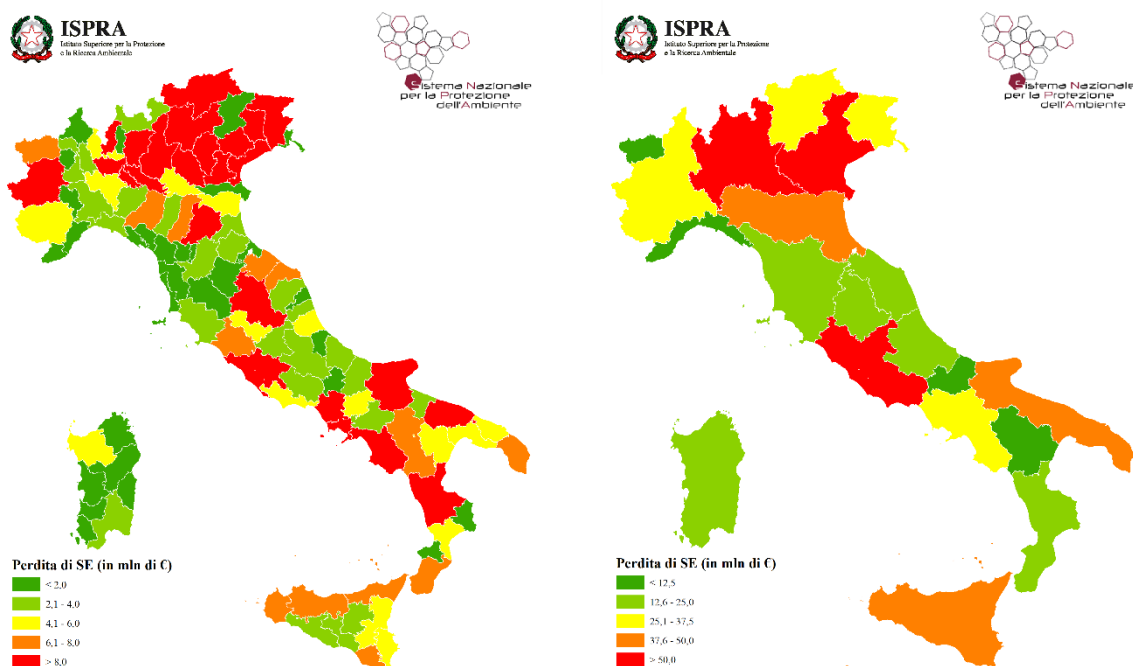 ISPRA
Istituto Superiore per la Protezione
e la Ricerca Ambientale
Sistema Nazionale
per la Protezione
dell'Ambiente
Perdita di SE (in mln di €)
< 2,0
2,1 - 4,0
4,1 - 6,0
6,1 - 8,0
> 8,0
ISPRA
Istituto Superiore per la Protezione
e la Ricerca Ambientale
Sistema Nazionale
per la Protezione
dell'Ambiente
Perdita di SE (in mln di €)
< 12,5
12,6 - 25,0
25,1 - 37,5
37,6 - 50,0
> 50,0